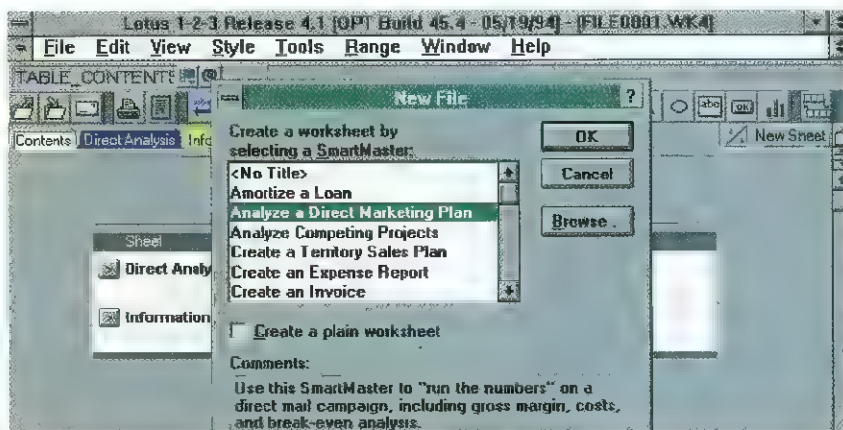 Lotus 1-2-3 Release 4.1 [OPT Build 45.4 - 05/19/94] - [FILE0001.WK4]
File Edit View Style Tools Range Window Help
TABLE_CONTENTS
Contents Direct Analysis Info New Sheet
New File ?
Create a worksheet by
selecting a SmartMaster:
<No Title>
Amortize a Loan
Analyze a Direct Marketing Plan
Analyze Competing Projects
Create a Territory Sales Plan
Create an Expense Report
Create an Invoice
OK
Cancel
Browse .
Create a plain worksheet
Comments:
Use this SmartMaster to "run the numbers" on a
direct mail campaign, including gross margin, costs,
and break-even analysis.
Sheet
Direct Analy
Information
abc OK